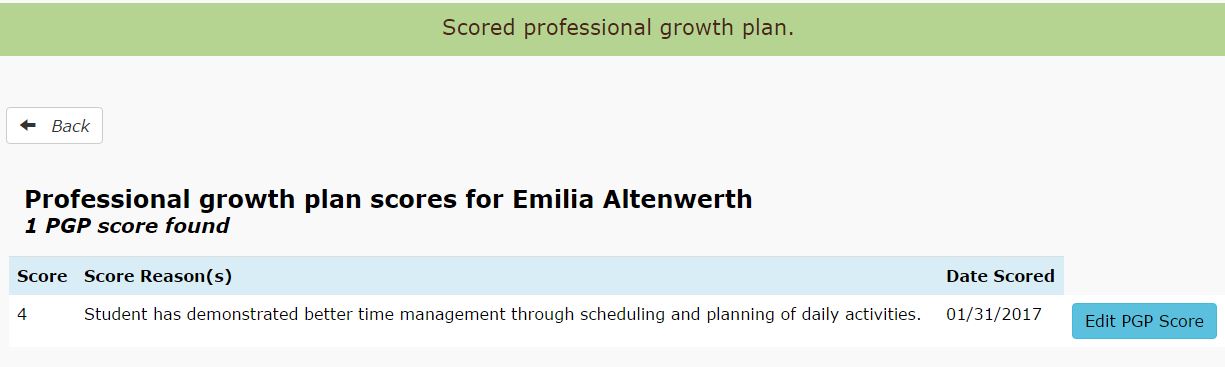 Scored professional growth plan.
Back
Professional growth plan scores for Emilia Altenwerth
1 PGP score found
Score Score Reason(s) Date Scored
4 Student has demonstrated better time management through scheduling and planning of daily activities. 01/31/2017 Edit PGP Score